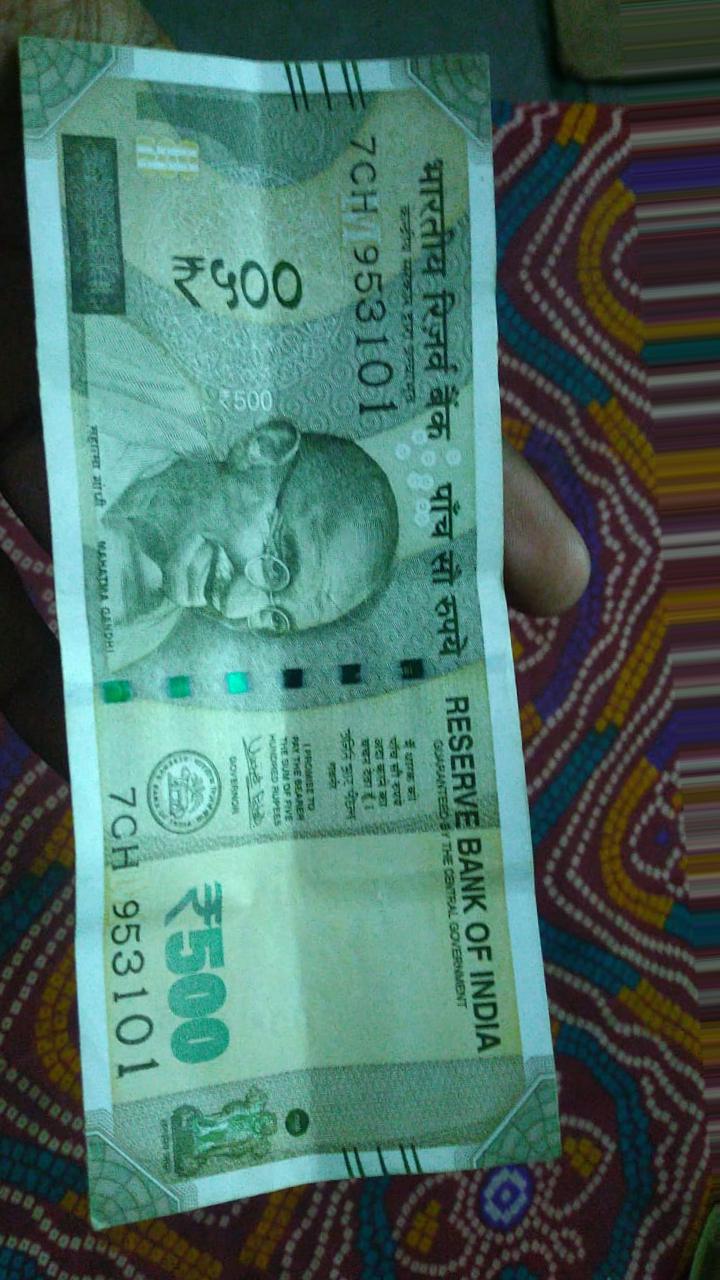 भारतीय रिज़र्व बैंक
पाँच सौ रुपये
RESERVE BANK OF INDIA
GUARANTEED BY THE CENTRAL GOVERNMENT
7CH 953101
₹५००
₹500
महात्मा गांधी MAHATMA GANDHI
I PROMISE TO
PAY THE BEARER
THE SUM OF FIVE
HUNDRED RUPEES
GOVERNOR
₹500
7CH 953101